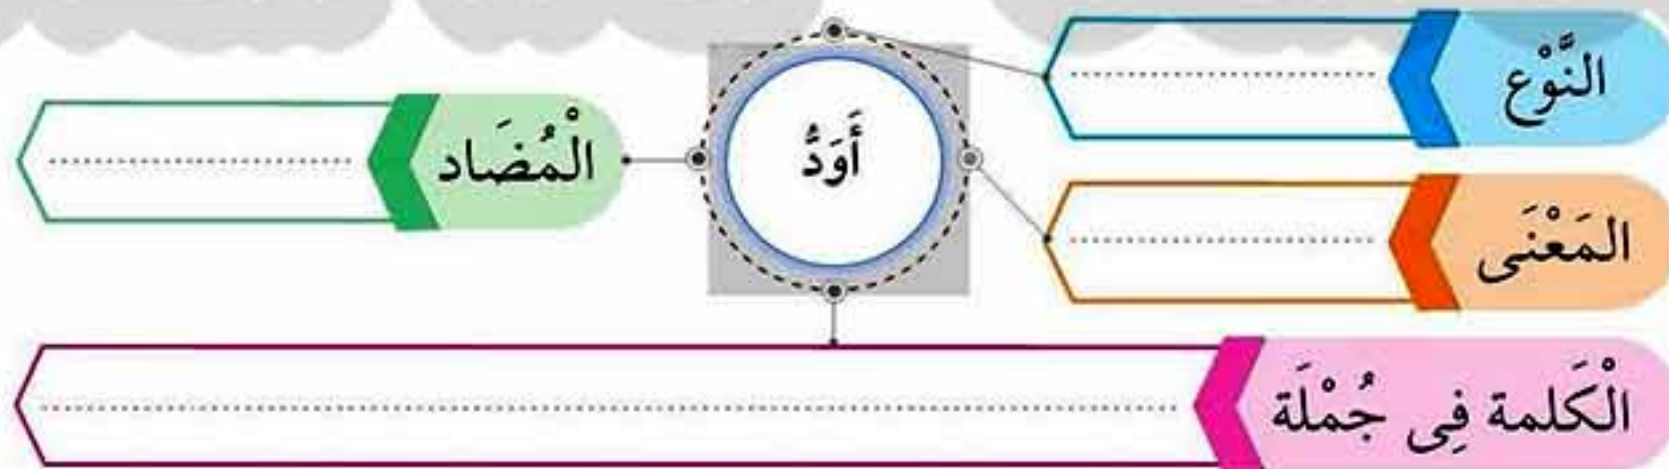 النَّوْع
أَوَدُّ
الْمُضَاد
المَعْنَى
الْكَلمة فِى جُمْلَة